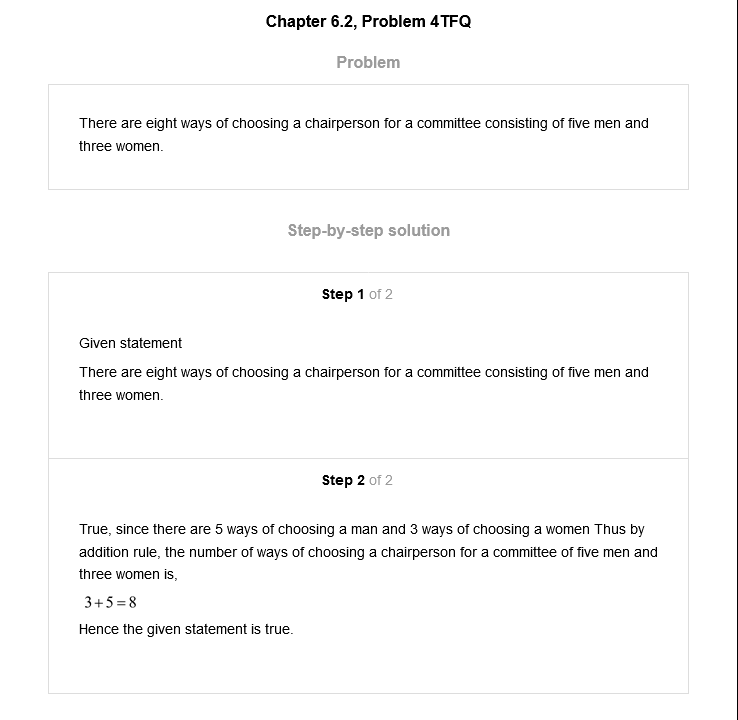 Chapter 6.2, Problem 4TFQ
Problem
There are eight ways of choosing a chairperson for a committee consisting of five men and
three women.
Step-by-step solution
Step 1 of 2
Given statement
There are eight ways of choosing a chairperson for a committee consisting of five men and
three women.
Step 2 of 2
True, since there are 5 ways of choosing a man and 3 ways of choosing a women Thus by
addition rule, the number of ways of choosing a chairperson for a committee of five men and
three women is,
3+5=8
Hence the given statement is true.